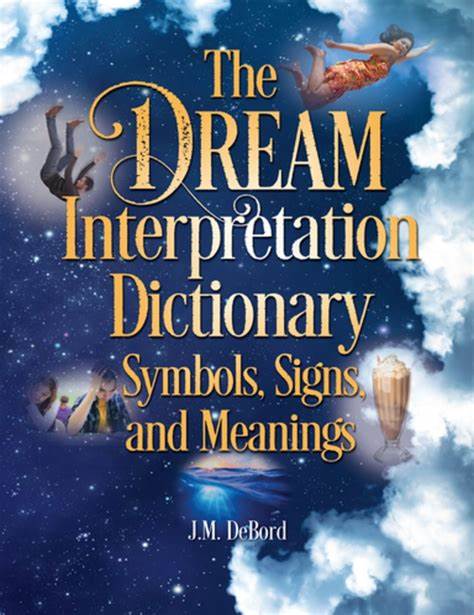 The
DREAM
Interpretation
Dictionary
Symbols, Signs,
and Meanings
J.M. DeBord